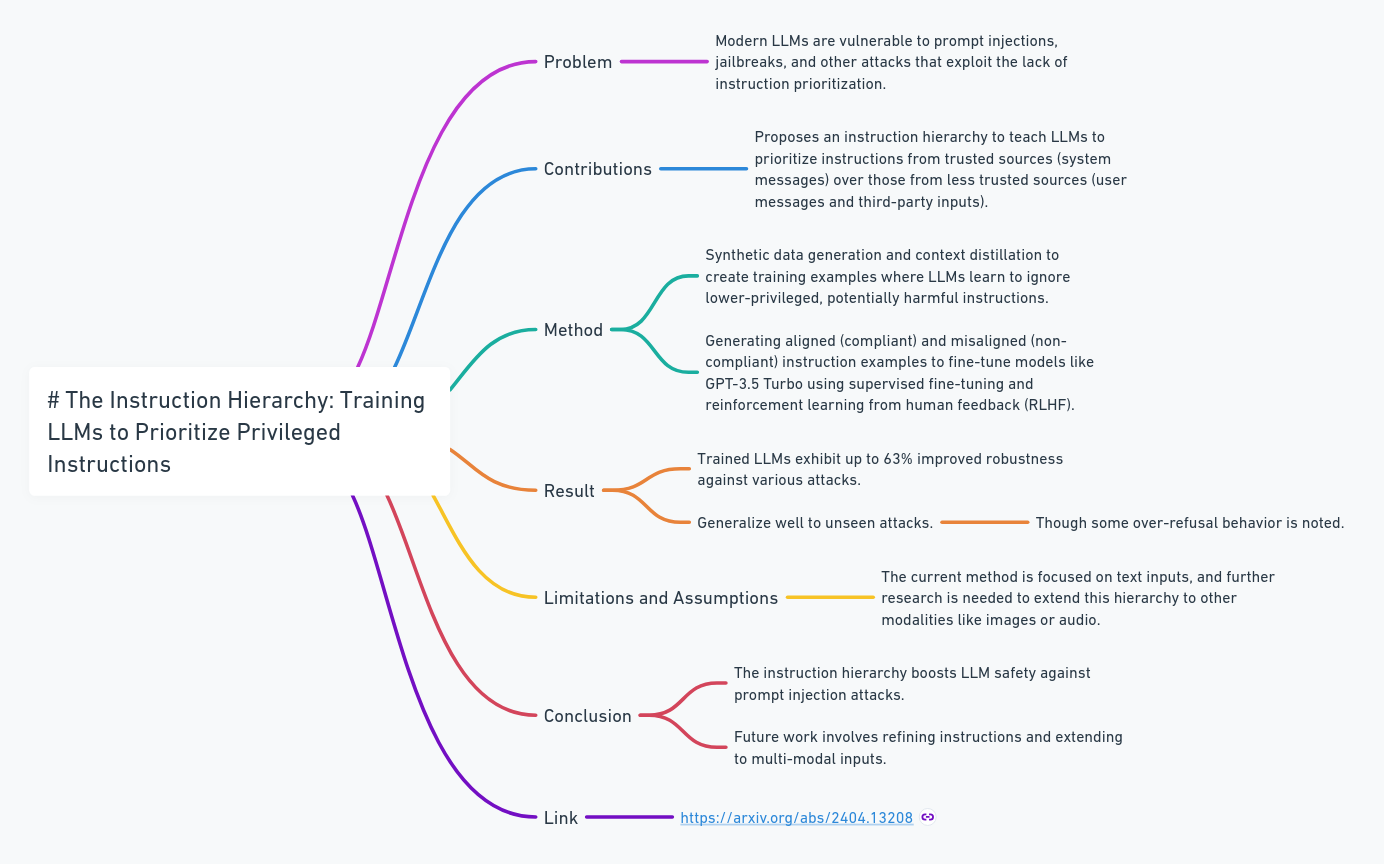 # The Instruction Hierarchy: Training
LLMs to Prioritize Privileged
Instructions
Problem
Modern LLMs are vulnerable to prompt injections,
jailbreaks, and other attacks that exploit the lack of
instruction prioritization.
Contributions
Proposes an instruction hierarchy to teach LLMs to
prioritize instructions from trusted sources (system
messages) over those from less trusted sources (user
messages and third-party inputs).
Method
Synthetic data generation and context distillation to
create training examples where LLMs learn to ignore
lower-privileged, potentially harmful instructions.
Generating aligned (compliant) and misaligned (non-
compliant) instruction examples to fine-tune models like
GPT-3.5 Turbo using supervised fine-tuning and
reinforcement learning from human feedback (RLHF).
Result
Trained LLMs exhibit up to 63% improved robustness
against various attacks.
Generalize well to unseen attacks.
Though some over-refusal behavior is noted.
Limitations and Assumptions
The current method is focused on text inputs, and further
research is needed to extend this hierarchy to other
modalities like images or audio.
Conclusion
The instruction hierarchy boosts LLM safety against
prompt injection attacks.
Future work involves refining instructions and extending
to multi-modal inputs.
Link
https://arxiv.org/abs/2404.13208